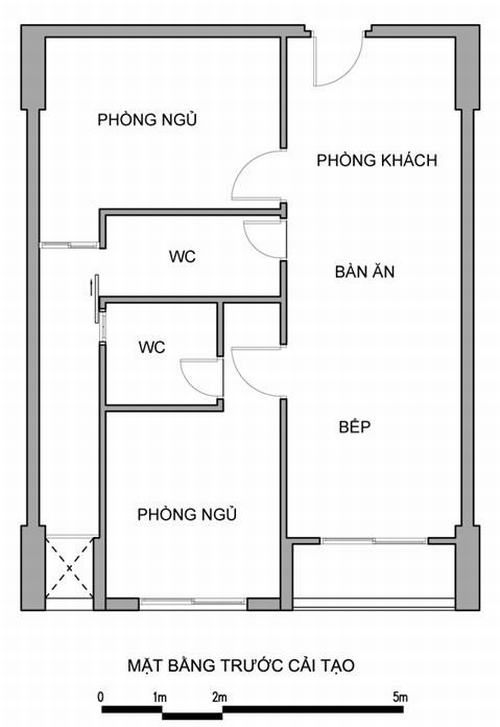 PHÒNG NGỦ
PHÒNG KHÁCH
WC
BÀN ĂN
WC
BẾP
PHÒNG NGỦ
MẶT BẰNG TRƯỚC CẢI TẠO
0 1m 2m 5m